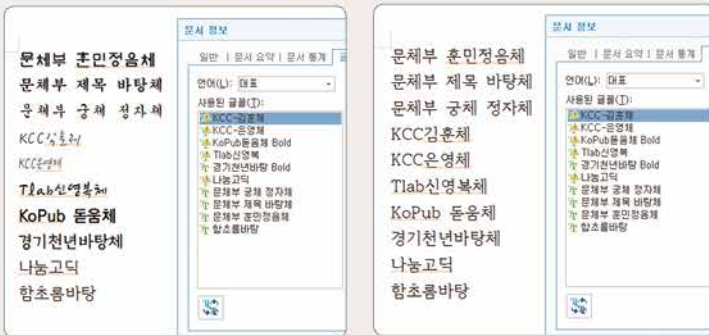 문체부 훈민정음체
문체부 제목 바탕체
문체부 궁체 정자체
KCC김훈체
KCC은영체
Tlab신영복체
KoPub 돋움체
경기천년바탕체
나눔고딕
함초롬바탕
문서 정보
일반 | 문서 요약 | 문서 통계
언어(L): 대표
사용된 글꼴(T):
KCC-김훈체
KCC-은영체
KoPub돋움체 Bold
Tlab신영복
경기천년바탕 Bold
나눔고딕
문체부 궁체 정자체
문체부 제목 바탕체
문체부 훈민정음체
함초롬바탕
문체부 훈민정음체
문체부 제목 바탕체
문체부 궁체 정자체
KCC김훈체
KCC은영체
Tlab신영복체
KoPub 돋움체
경기천년바탕체
나눔고딕
함초롬바탕
문서 정보
일반 | 문서 요약 | 문서 통계
언어(L): 대표
사용된 글꼴(T):
KCC-김훈체
KCC-은영체
KoPub돋움체 Bold
Tlab신영복
경기천년바탕 Bold
나눔고딕
문체부 궁체 정자체
문체부 제목 바탕체
문체부 훈민정음체
함초롬바탕